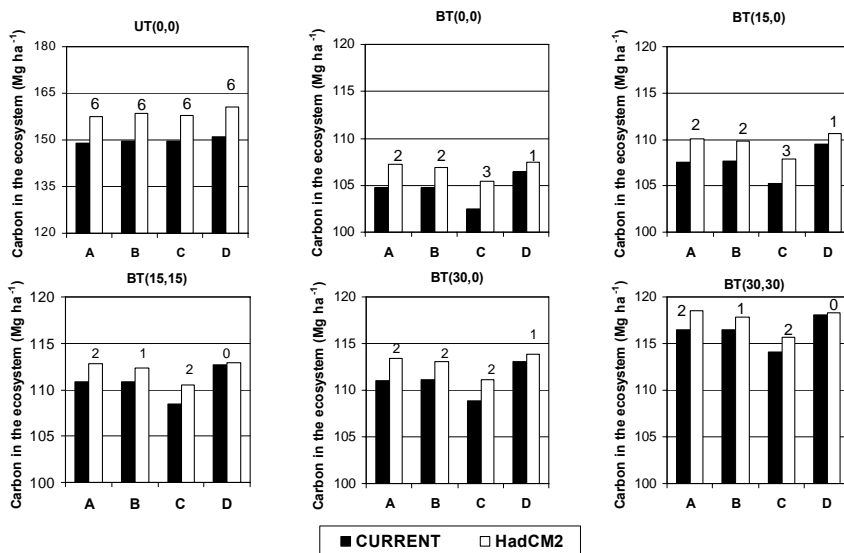 UT(0,0)
Carbon in the ecosystem (Mg ha⁻¹)
180
165
150
135
120
6 6 6 6
A B C D
BT(0,0)
Carbon in the ecosystem (Mg ha⁻¹)
120
115
110
105
100
2 2 3 1
A B C D
BT(15,0)
Carbon in the ecosystem (Mg ha⁻¹)
120
115
110
105
100
2 2 3 1
A B C D
BT(15,15)
Carbon in the ecosystem (Mg ha⁻¹)
120
115
110
105
100
2 1 2 0
A B C D
BT(30,0)
Carbon in the ecosystem (Mg ha⁻¹)
120
115
110
105
100
2 2 2 1
A B C D
BT(30,30)
Carbon in the ecosystem (Mg ha⁻¹)
120
115
110
105
100
2 1 2 0
A B C D
CURRENT HadCM2